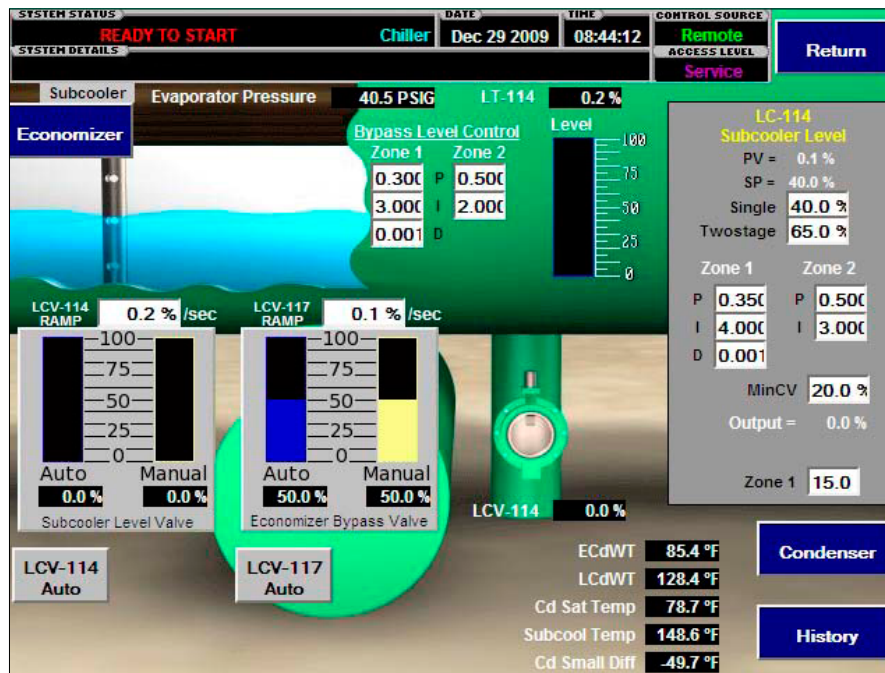 SYSTEM STATUS DATE TIME CONTROL SOURCE
READY TO START Chiller Dec 29 2009 08:44:12 Remote Return
SYSTEM DETAILS ACCESS LEVEL
Service
Subcooler Evaporator Pressure 40.5 PSIG LT-114 0.2 %
Economizer
Bypass Level Control Level
Zone 1 Zone 2
0.300 P 0.500
3.000 I 2.000
0.001 D
100
75
50
25
0
LC-114
Subcooler Level
PV = 0.1 %
SP = 40.0 %
Single 40.0 %
Twostage 65.0 %
Zone 1 Zone 2
P 0.350 P 0.500
I 4.000 I 3.000
D 0.001
MinCV 20.0 %
Output = 0.0 %
Zone 1 15.0
LCV-114
RAMP 0.2 % /sec
100
75
50
25
0
Auto Manual
0.0 % 0.0 %
Subcooler Level Valve
LCV-114
Auto
LCV-117
RAMP 0.1 % /sec
100
75
50
25
0
Auto Manual
50.0 % 50.0 %
Economizer Bypass Valve
LCV-117
Auto
LCV-114 0.0 %
ECdWT 85.4 °F
LCdWT 128.4 °F
Cd Sat Temp 78.7 °F
Subcool Temp 148.6 °F
Cd Small Diff -49.7 °F
Condenser
History